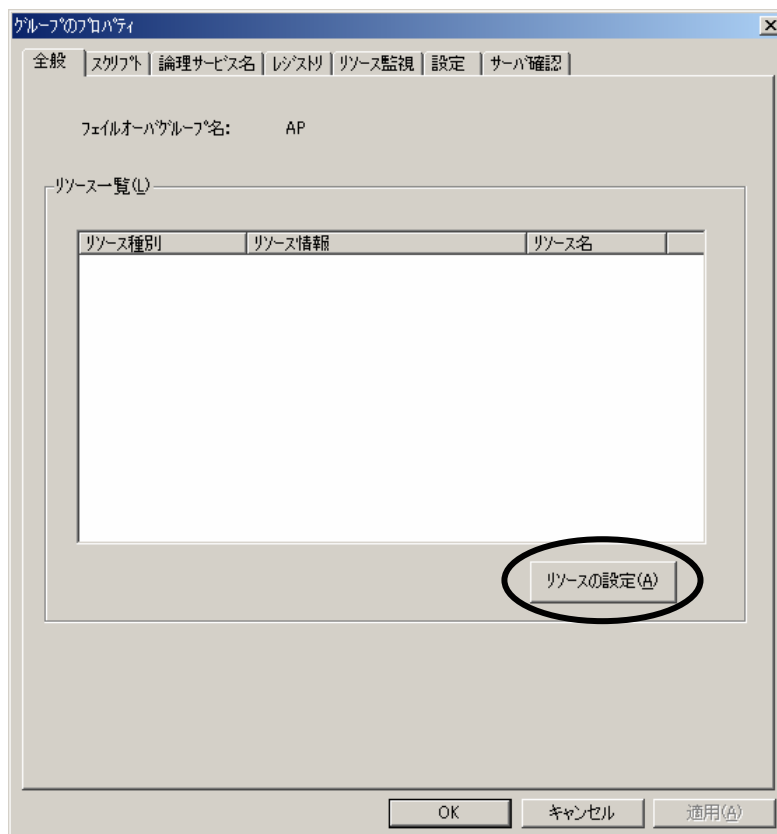 グループのプロパティ
全般 スクリプト 論理サービス名 レジストリ リソース監視 設定 サーバ確認
フェイルオーバグループ名: AP
リソース一覧(L)
リソース種別 リソース情報 リソース名
リソースの設定(A)
OK キャンセル 適用(A)